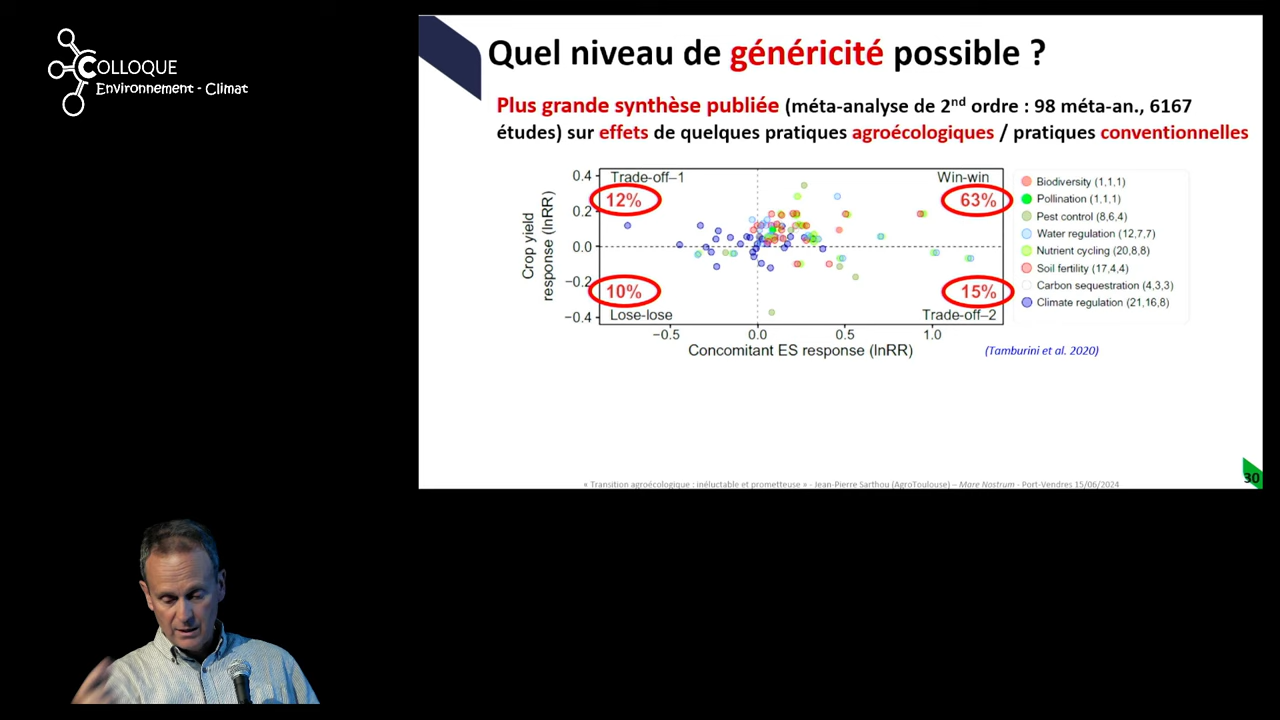 COLLOQUE
Environnement - Climat
Quel niveau de généricité possible ?
Plus grande synthèse publiée (méta-analyse de 2nd ordre : 98 méta-an., 6167
études) sur effets de quelques pratiques agroécologiques / pratiques conventionnelles
Trade-off-1
Win-win
12%
63%
10%
15%
Lose-lose
Trade-off-2
0.4
0.2
0.0
−0.2
−0.4
Crop yield
response (lnRR)
−0.5
0.0
0.5
1.0
Concomitant ES response (lnRR)
Biodiversity (1,1,1)
Pollination (1,1,1)
Pest control (8,6,4)
Water regulation (12,7,7)
Nutrient cycling (20,8,8)
Soil fertility (17,4,4)
Carbon sequestration (4,3,3)
Climate regulation (21,16,8)
(Tamburini et al. 2020)
« Transition agroécologique : inéluctable et prometteuse » - Jean-Pierre Sarthou (AgroToulouse) – Mare Nostrum - Port-Vendres 15/06/2024
30